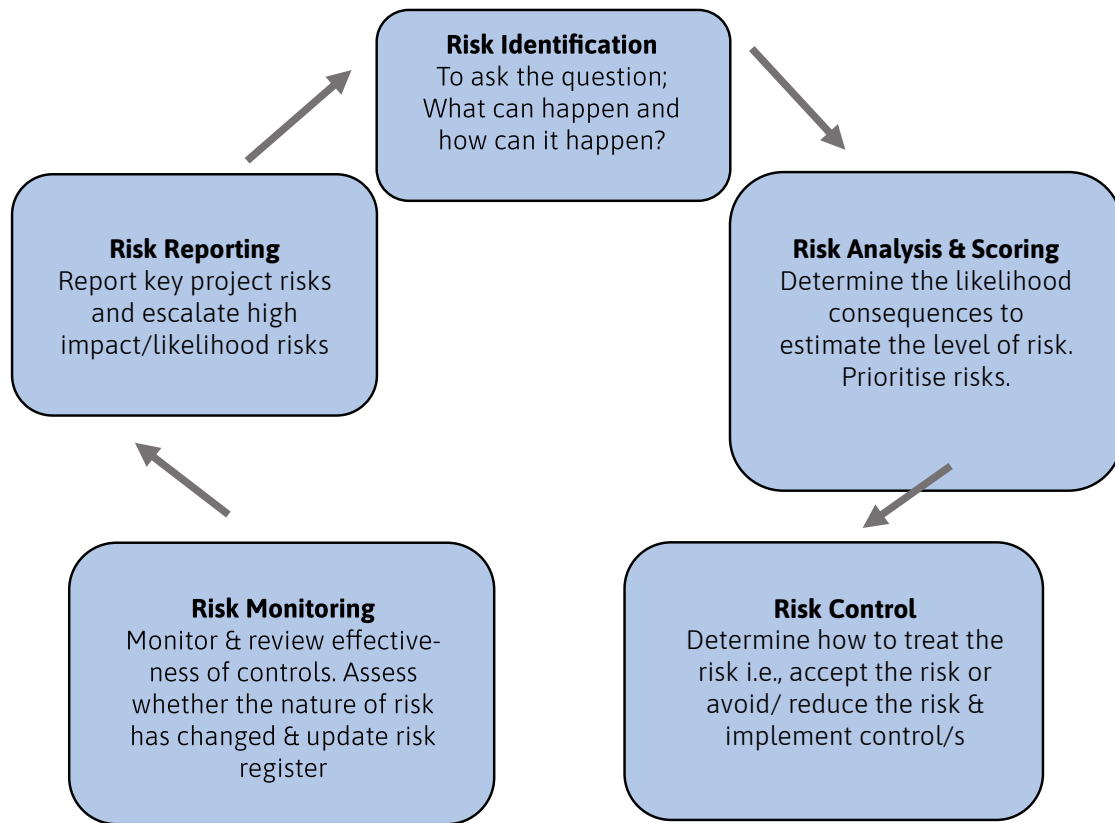 Risk Identification
To ask the question;
What can happen and
how can it happen?
Risk Analysis & Scoring
Determine the likelihood
consequences to
estimate the level of risk.
Prioritise risks.
Risk Control
Determine how to treat the
risk i.e., accept the risk or
avoid/ reduce the risk &
implement control/s
Risk Monitoring
Monitor & review effective-
ness of controls. Assess
whether the nature of risk
has changed & update risk
register
Risk Reporting
Report key project risks
and escalate high
impact/likelihood risks